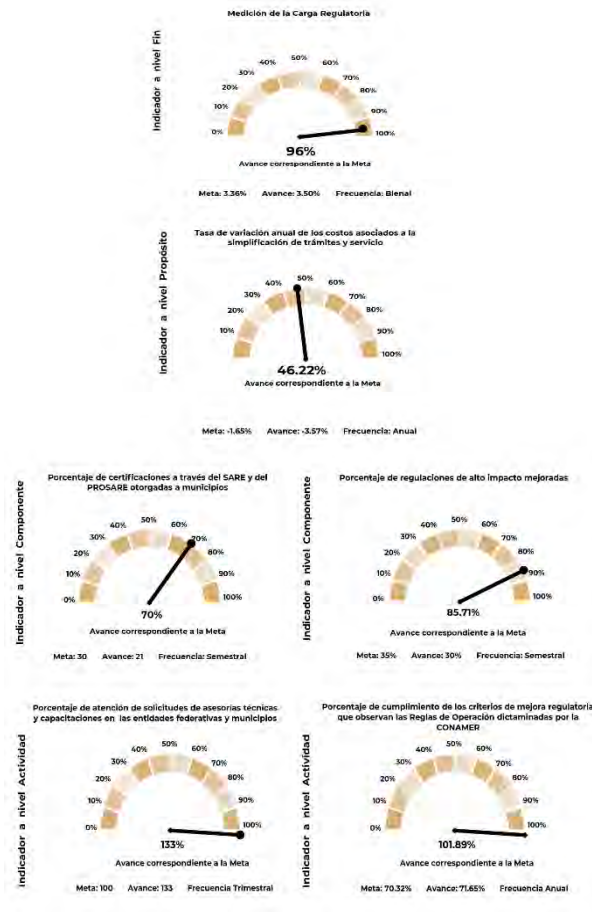 Medición de la Carga Regulatoria
Indicador a nivel Fin
0%
10%
20%
30%
40%
50%
60%
70%
80%
90%
100%
96%
Avance correspondiente a la Meta
Meta: 3.36% Avance: 3.50% Frecuencia: Bienal
Tasa de variación anual de los costos asociados a la
simplificación de trámites y servicio
Indicador a nivel Propósito
10%
20%
30%
40%
50%
60%
70%
80%
90%
100%
46.22%
Avance correspondiente a la Meta
Meta: -1.65% Avance: -3.57% Frecuencia: Anual
Porcentaje de certificaciones a través del SARE y del
PROSARE otorgadas a municipios
Indicador a nivel Componente
0%
10%
20%
30%
40%
50%
60%
70%
80%
90%
100%
70%
Avance correspondiente a la Meta
Meta: 30 Avance: 21 Frecuencia: Semestral
Porcentaje de regulaciones de alto impacto mejoradas
Indicador a nivel Componente
0%
10%
20%
30%
40%
50%
60%
70%
80%
90%
100%
85.71%
Avance correspondiente a la Meta
Meta: 35% Avance: 30% Frecuencia: Semestral
Porcentaje de atención de solicitudes de asesorías técnicas
y capacitaciones en las entidades federativas y municipios
Indicador a nivel Actividad
0%
10%
20%
30%
40%
50%
60%
70%
80%
90%
100%
133%
Avance correspondiente a la Meta
Meta: 100 Avance: 133 Frecuencia Trimestral
Porcentaje de cumplimiento de los criterios de mejora regulatoria
que observan las Reglas de Operación dictaminadas por la
CONAMER
Indicador a nivel Actividad
0%
10%
20%
30%
40%
50%
60%
70%
80%
90%
100%
101.89%
Avance correspondiente a la Meta
Meta: 70.32% Avance: 71.65% Frecuencia Anual